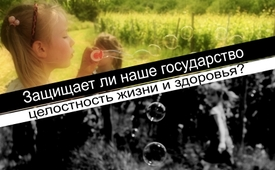 Защищает ли наше государство
целостность жизни и здоровья?